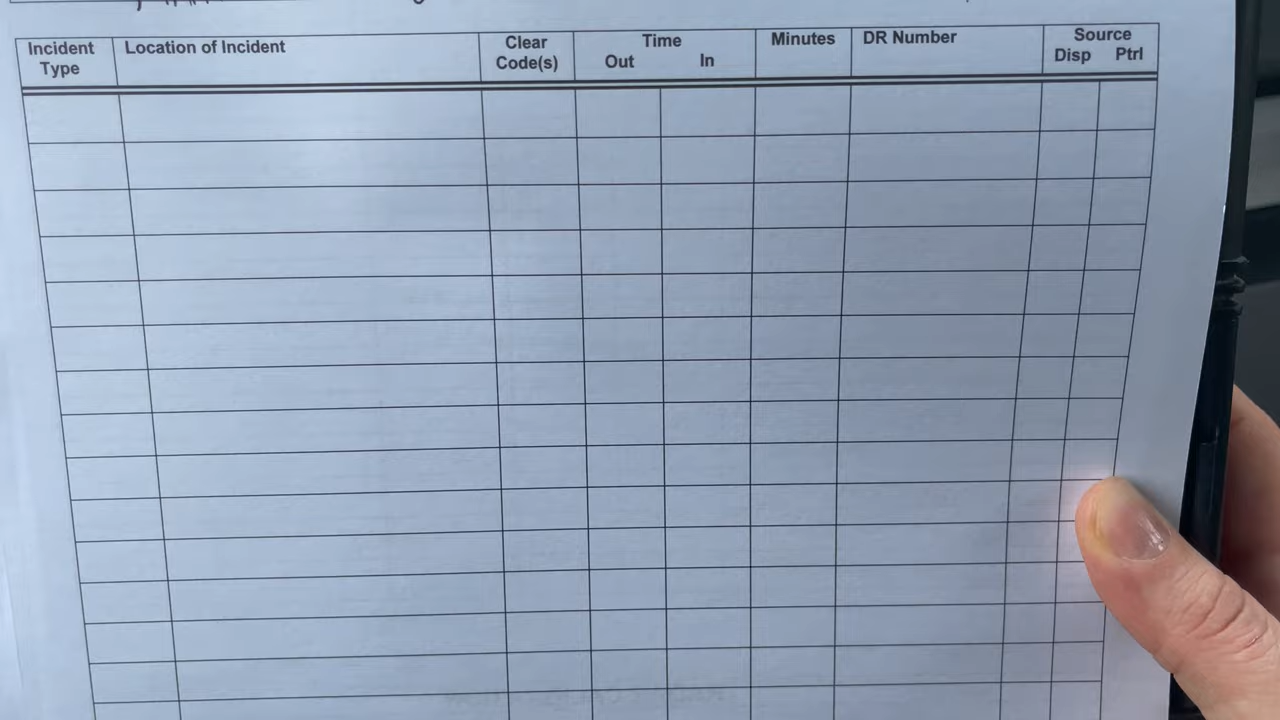 Incident Type
Location of Incident
Clear Code(s)
Time
Out In
Minutes
DR Number
Source
Disp Ptrl